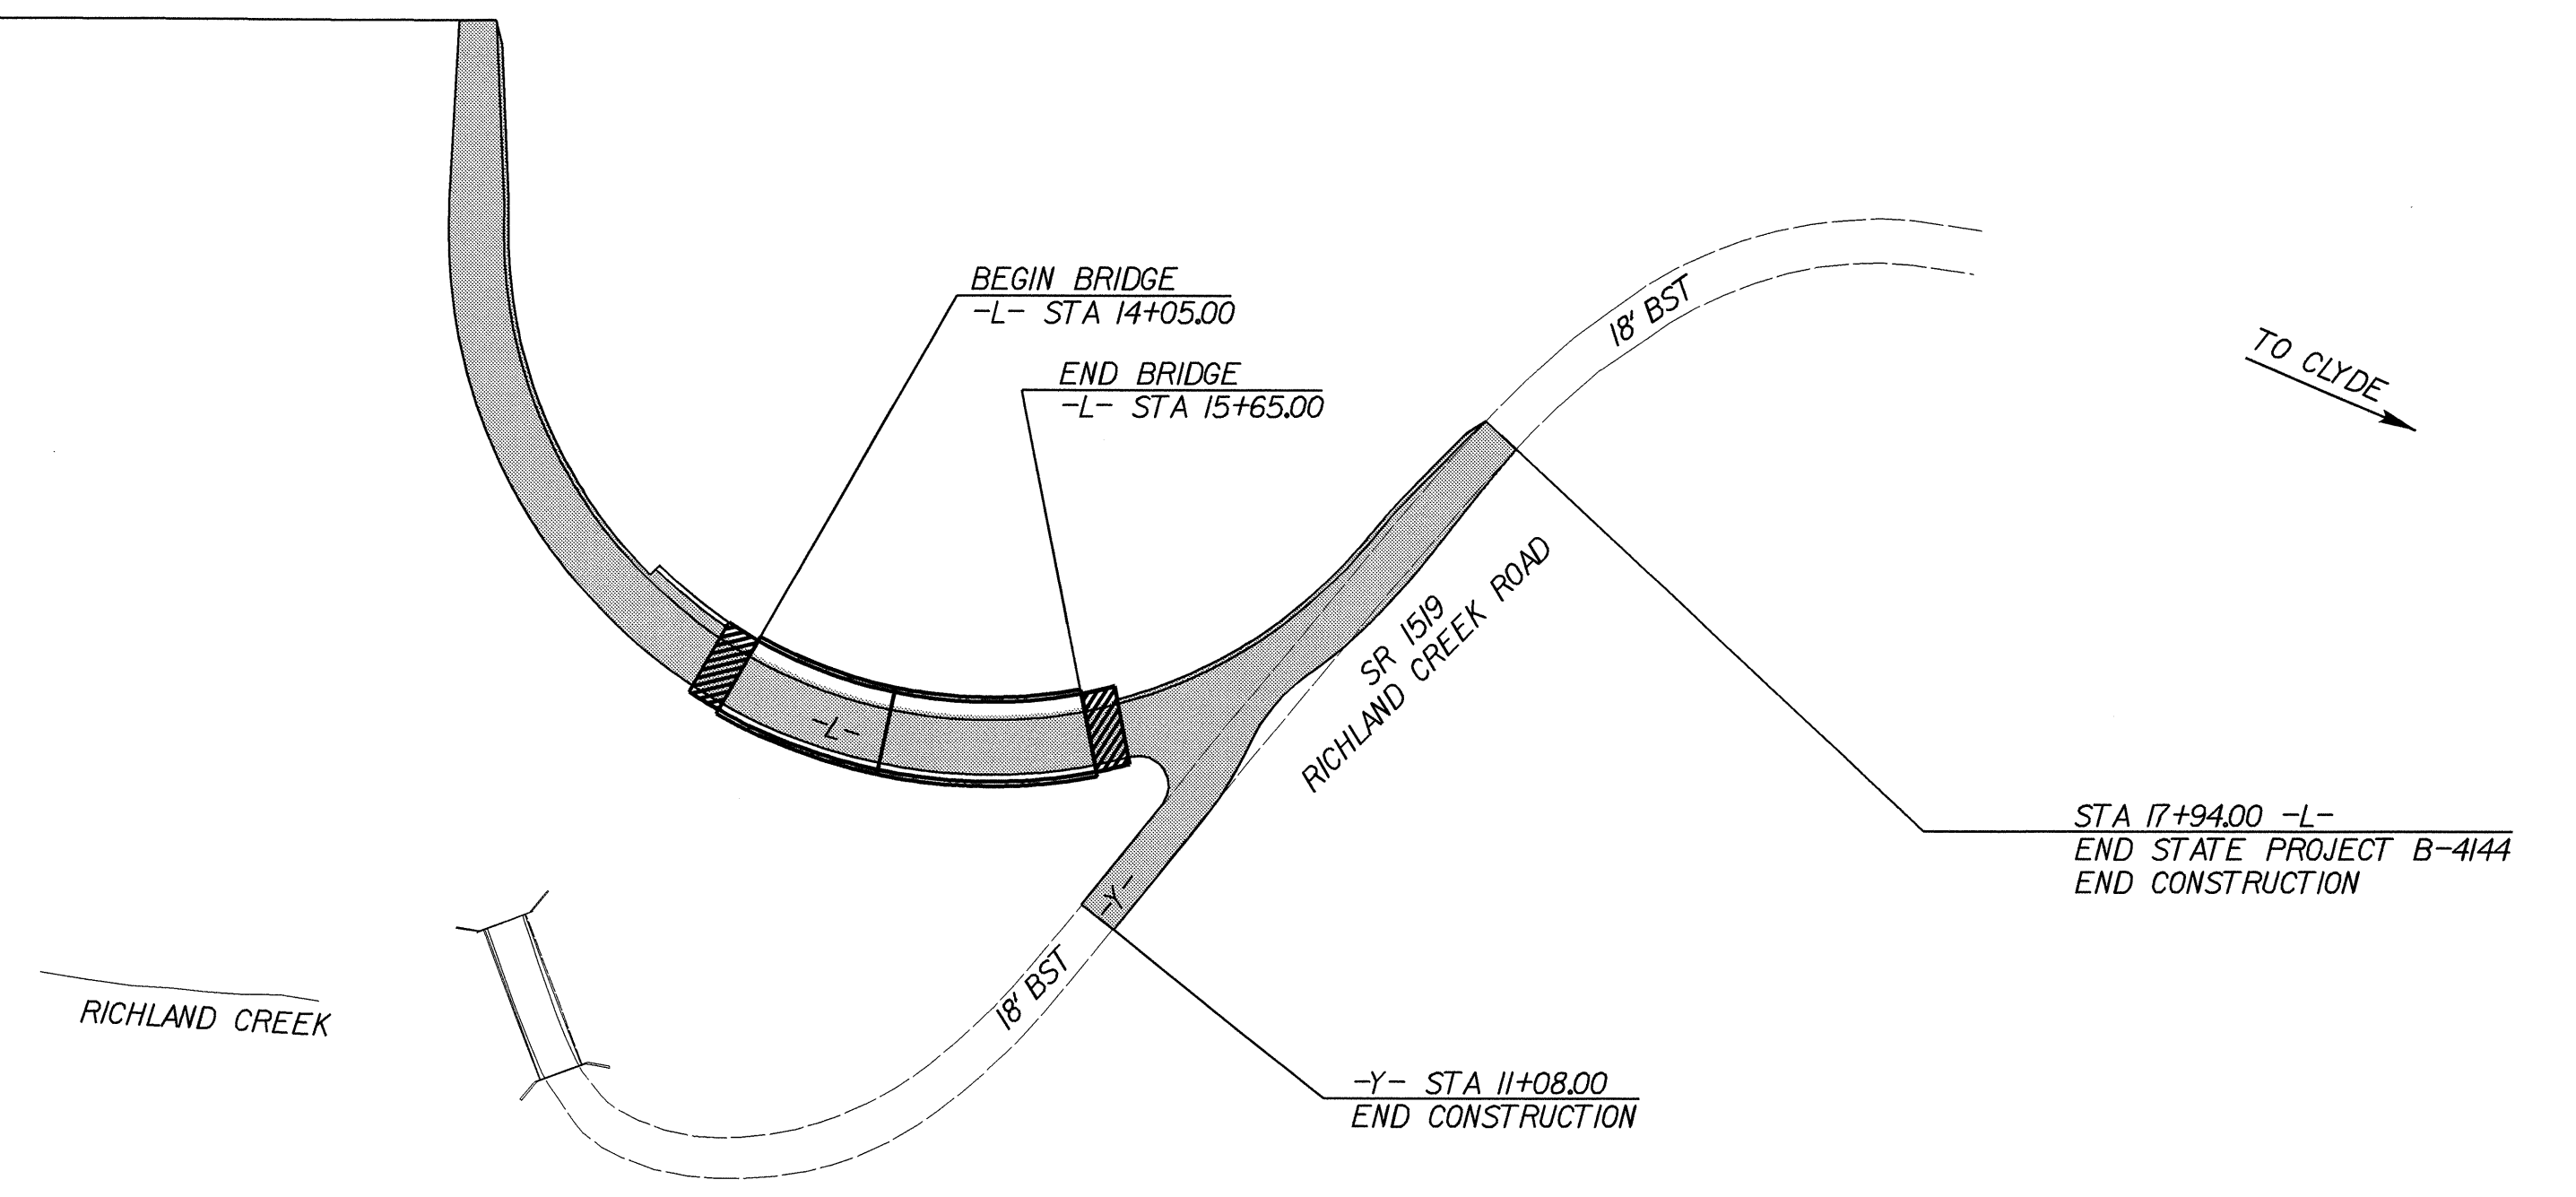 BEGIN BRIDGE
-L- STA 14+05.00
END BRIDGE
-L- STA 15+65.00
18' BST
TO CLYDE
SR 1519
RICHLAND CREEK ROAD
-L-
STA 17+94.00 -L-
END STATE PROJECT B-4144
END CONSTRUCTION
-Y-
18' BST
RICHLAND CREEK
-Y- STA 11+08.00
END CONSTRUCTION